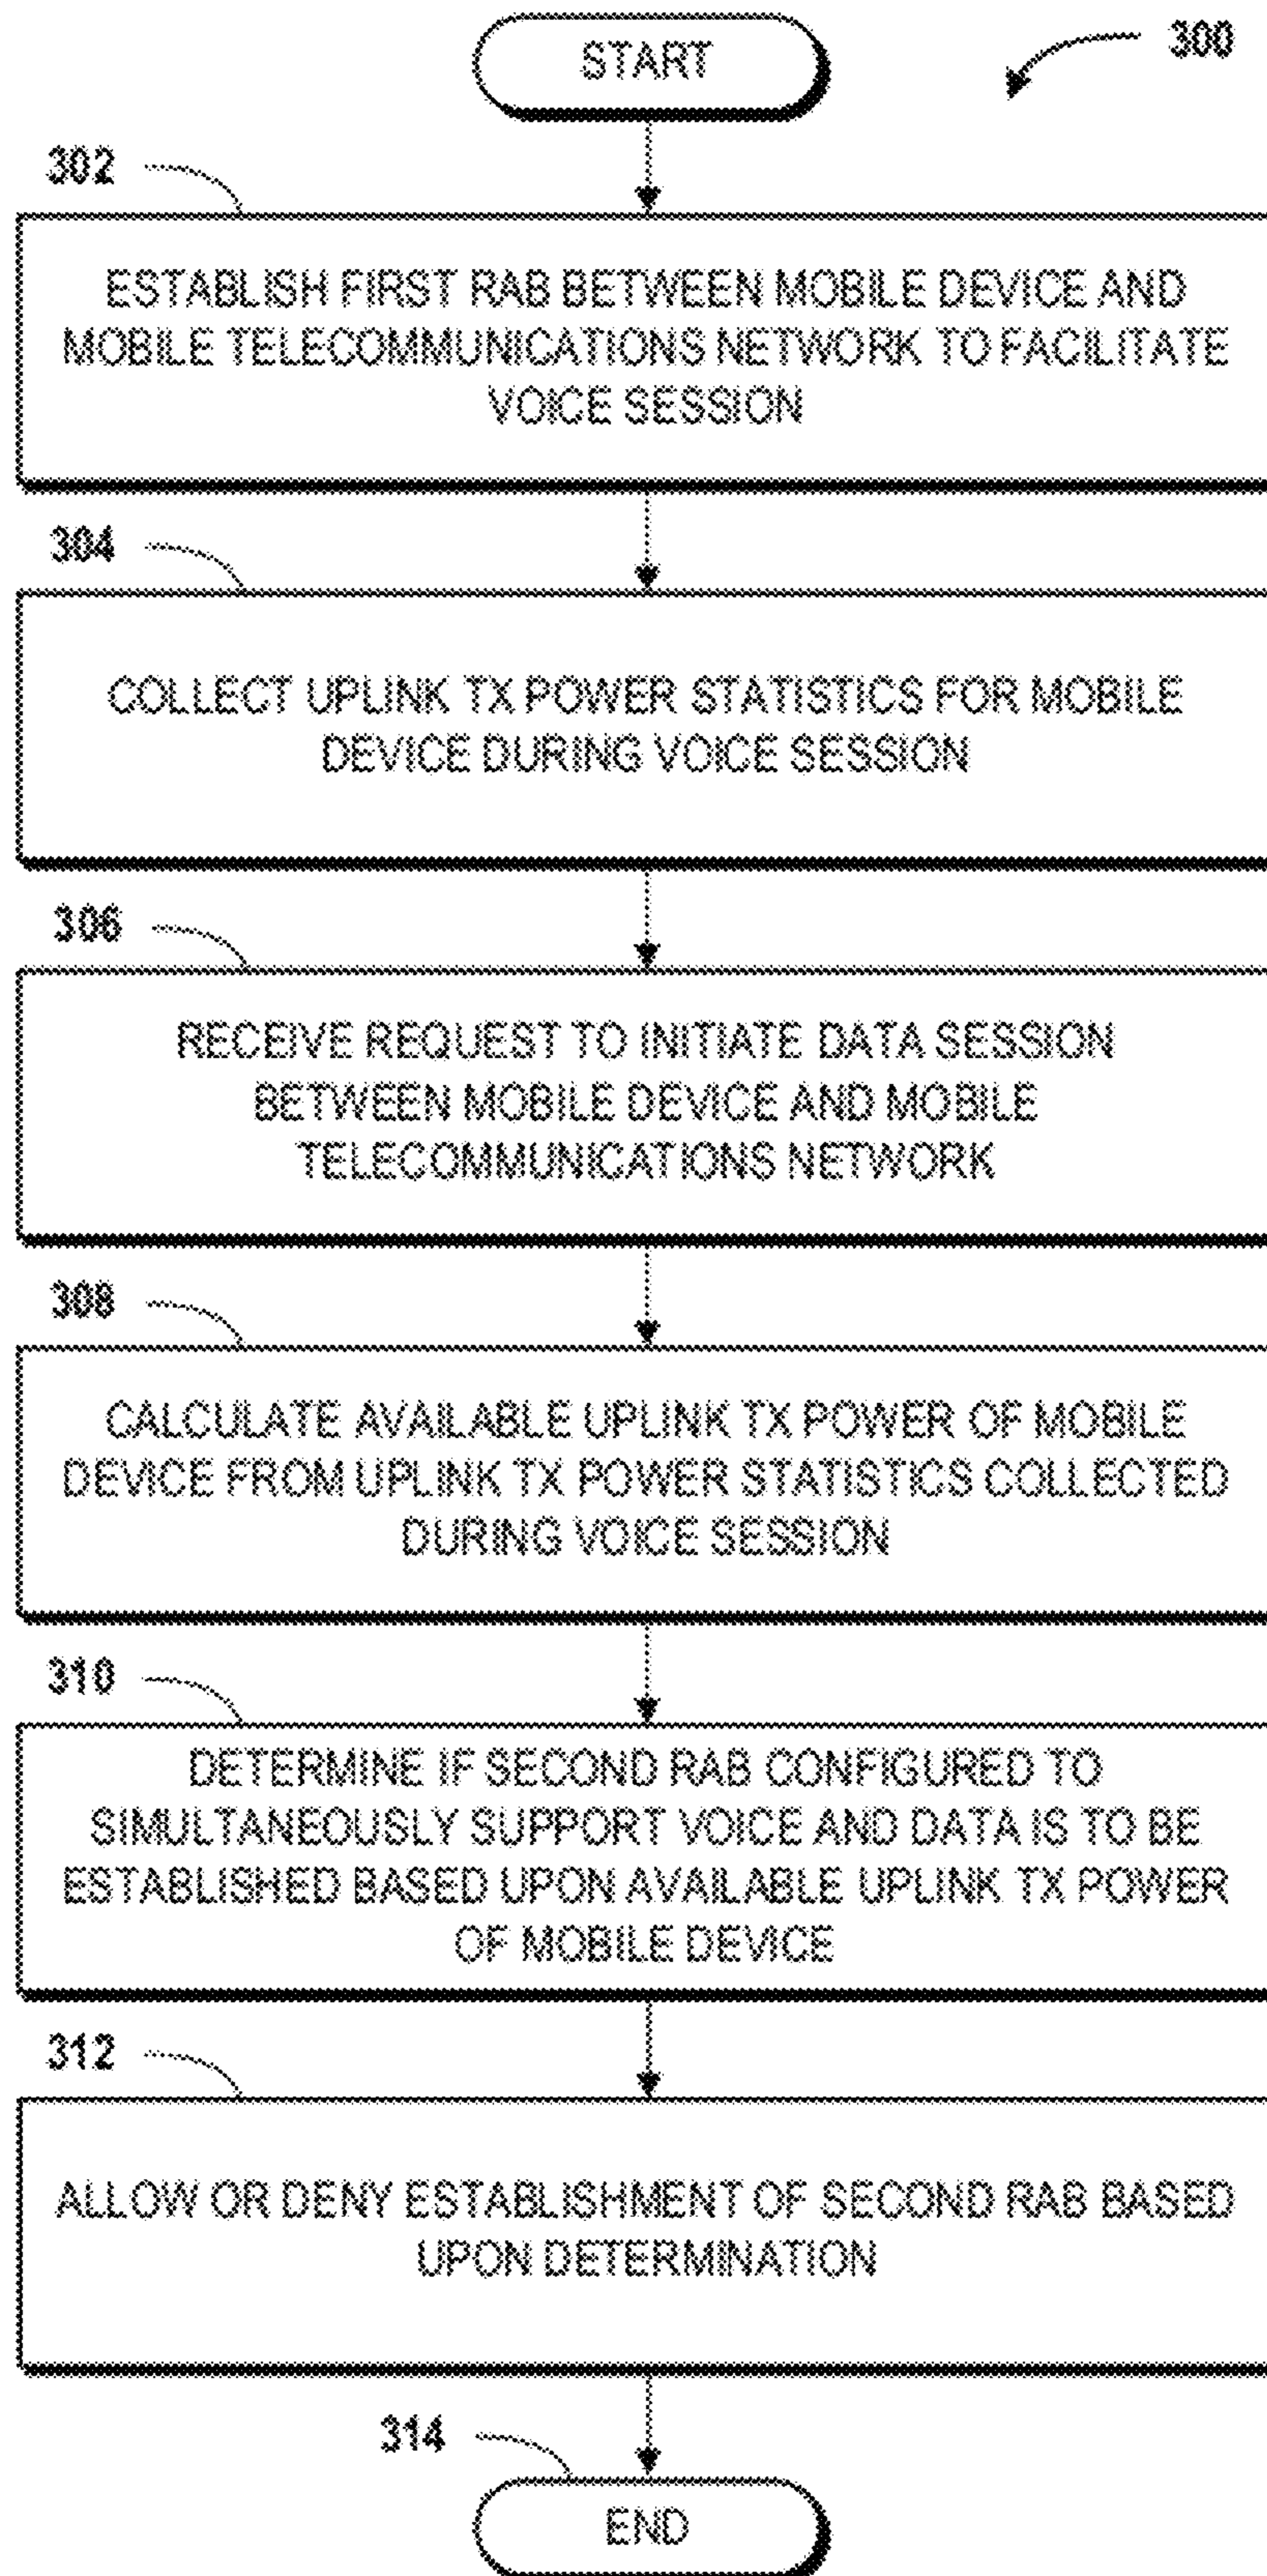 START
300
302
ESTABLISH FIRST RAB BETWEEN MOBILE DEVICE AND
MOBILE TELECOMMUNICATIONS NETWORK TO FACILITATE
VOICE SESSION
304
COLLECT UPLINK TX POWER STATISTICS FOR MOBILE
DEVICE DURING VOICE SESSION
306
RECEIVE REQUEST TO INITIATE DATA SESSION
BETWEEN MOBILE DEVICE AND MOBILE
TELECOMMUNICATIONS NETWORK
308
CALCULATE AVAILABLE UPLINK TX POWER OF MOBILE
DEVICE FROM UPLINK TX POWER STATISTICS COLLECTED
DURING VOICE SESSION
310
DETERMINE IF SECOND RAB CONFIGURED TO
SIMULTANEOUSLY SUPPORT VOICE AND DATA IS TO BE
ESTABLISHED BASED UPON AVAILABLE UPLINK TX POWER
OF MOBILE DEVICE
312
ALLOW OR DENY ESTABLISHMENT OF SECOND RAB BASED
UPON DETERMINATION
314
END